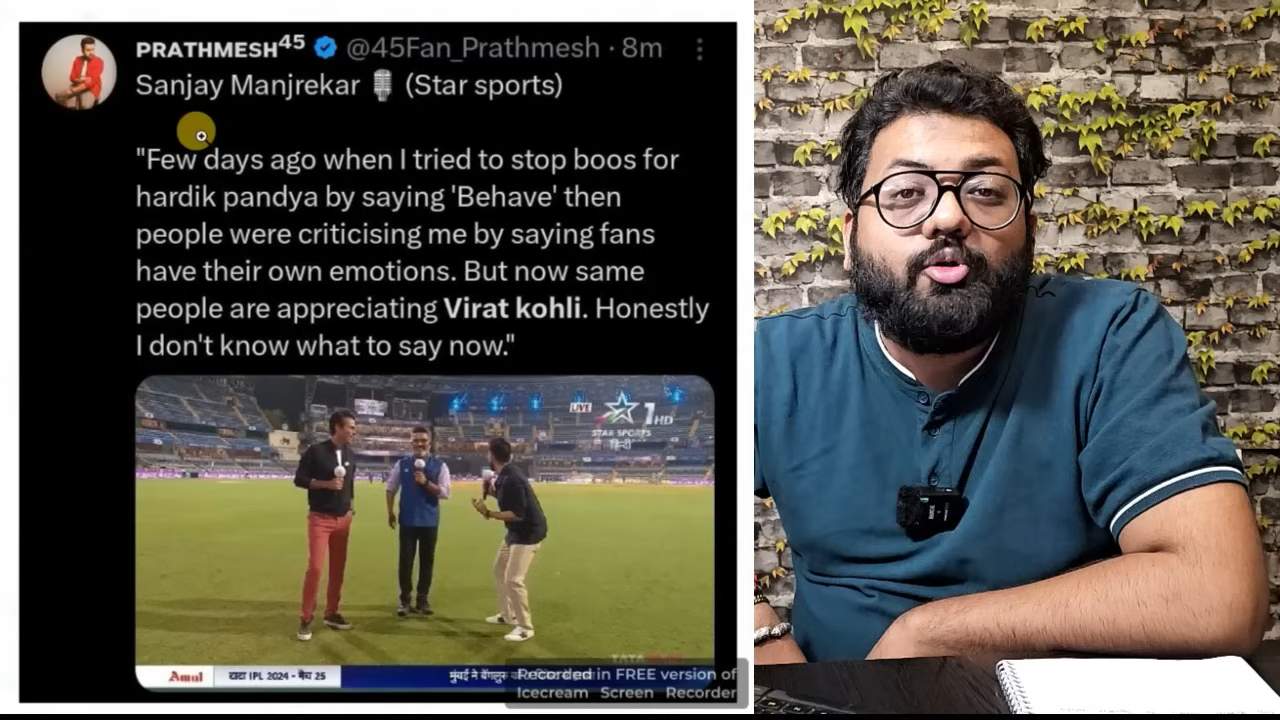 PRATHMESH45 @45Fan_Prathmesh · 8m
Sanjay Manjrekar 🎙 (Star sports)
"Few days ago when I tried to stop boos for
hardik pandya by saying 'Behave' then
people were criticising me by saying fans
have their own emotions. But now same
people are appreciating Virat kohli. Honestly
I don't know what to say now."
LIVE
1HD
STAR SPORTS
हिन्दी
Amul टाटा IPL 2024 - मैच 25 मुंबई ने बेंगलुरु
Recorded in FREE version of
Icecream Screen Recorder